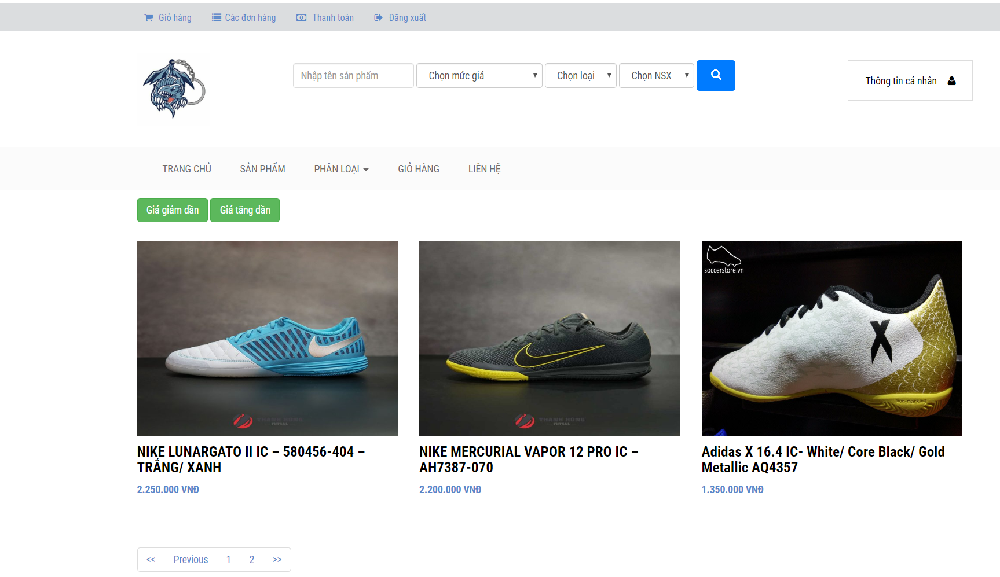 Giỏ hàng
Các đơn hàng
Thanh toán
Đăng xuất
Nhập tên sản phẩm
Chọn mức giá
Chọn loại
Chọn NSX
Thông tin cá nhân
TRANG CHỦ
SẢN PHẨM
PHÂN LOẠI
GIỎ HÀNG
LIÊN HỆ
Giá giảm dần
Giá tăng dần
THANH HUNG
FUTSAL
THANH HUNG
FUTSAL
soccerstore.vn
X
non-marking
NIKE LUNARGATO II IC – 580456-404 –
TRẮNG/ XANH
2.250.000 VNĐ
NIKE MERCURIAL VAPOR 12 PRO IC –
AH7387-070
2.200.000 VNĐ
Adidas X 16.4 IC- White/ Core Black/ Gold
Metallic AQ4357
1.350.000 VNĐ
<<
Previous
1
2
>>